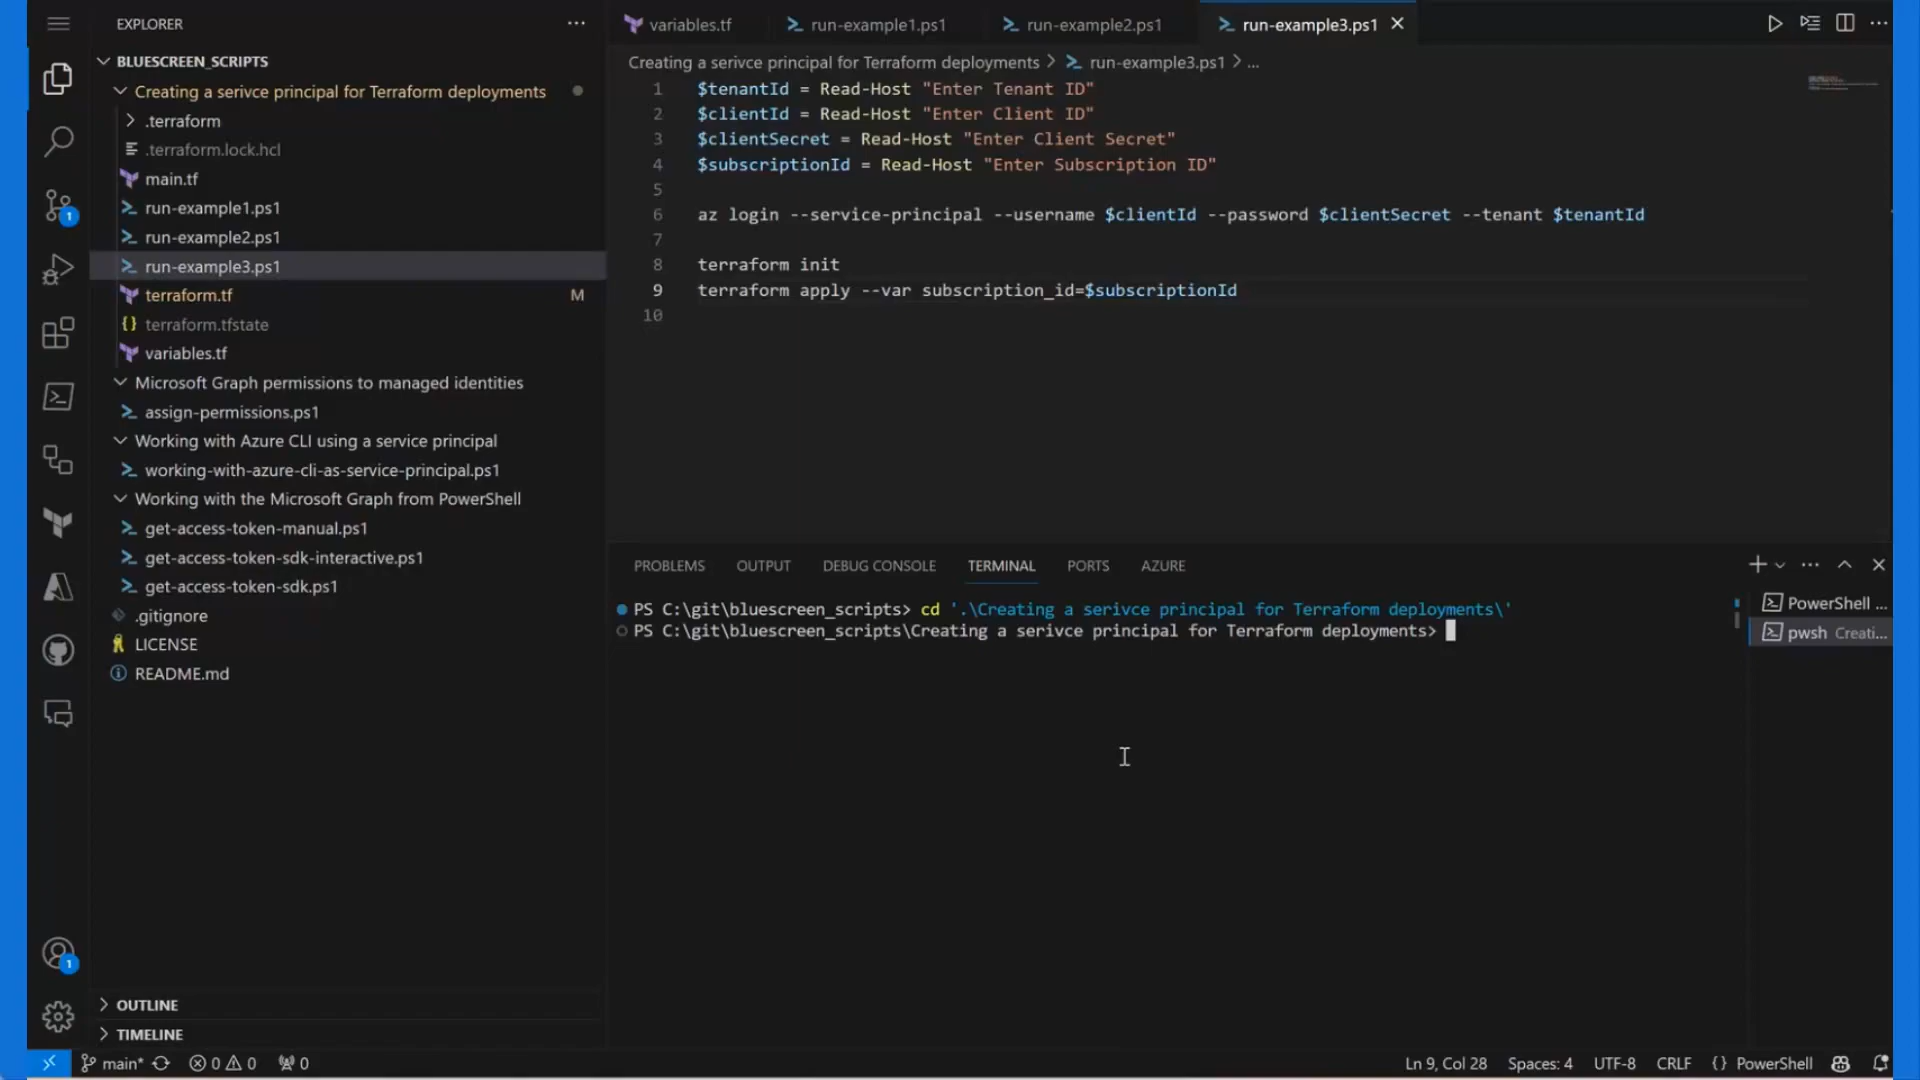 EXPLORER
BLUESCREEN_SCRIPTS
Creating a serivce principal for Terraform deployments
.terraform
.terraform.lock.hcl
main.tf
run-example1.ps1
run-example2.ps1
run-example3.ps1
terraform.tf M
terraform.tfstate
variables.tf
Microsoft Graph permissions to managed identities
assign-permissions.ps1
Working with Azure CLI using a service principal
working-with-azure-cli-as-service-principal.ps1
Working with the Microsoft Graph from PowerShell
get-access-token-manual.ps1
get-access-token-sdk-interactive.ps1
get-access-token-sdk.ps1
.gitignore
LICENSE
README.md
OUTLINE
TIMELINE
1
1
variables.tf run-example1.ps1 run-example2.ps1 run-example3.ps1
Creating a serivce principal for Terraform deployments > run-example3.ps1 > ...
1 $tenantId = Read-Host "Enter Tenant ID"
2 $clientId = Read-Host "Enter Client ID"
3 $clientSecret = Read-Host "Enter Client Secret"
4 $subscriptionId = Read-Host "Enter Subscription ID"
5
6 az login --service-principal --username $clientId --password $clientSecret --tenant $tenantId
7
8 terraform init
9 terraform apply --var subscription_id=$subscriptionId
10
PROBLEMS OUTPUT DEBUG CONSOLE TERMINAL PORTS AZURE
PS C:\git\bluescreen_scripts> cd '.\Creating a serivce principal for Terraform deployments\'
PS C:\git\bluescreen_scripts\Creating a serivce principal for Terraform deployments>
PowerShell ...
pwsh Creati...
main* 0 0 0 Ln 9, Col 28 Spaces: 4 UTF-8 CRLF {} PowerShell